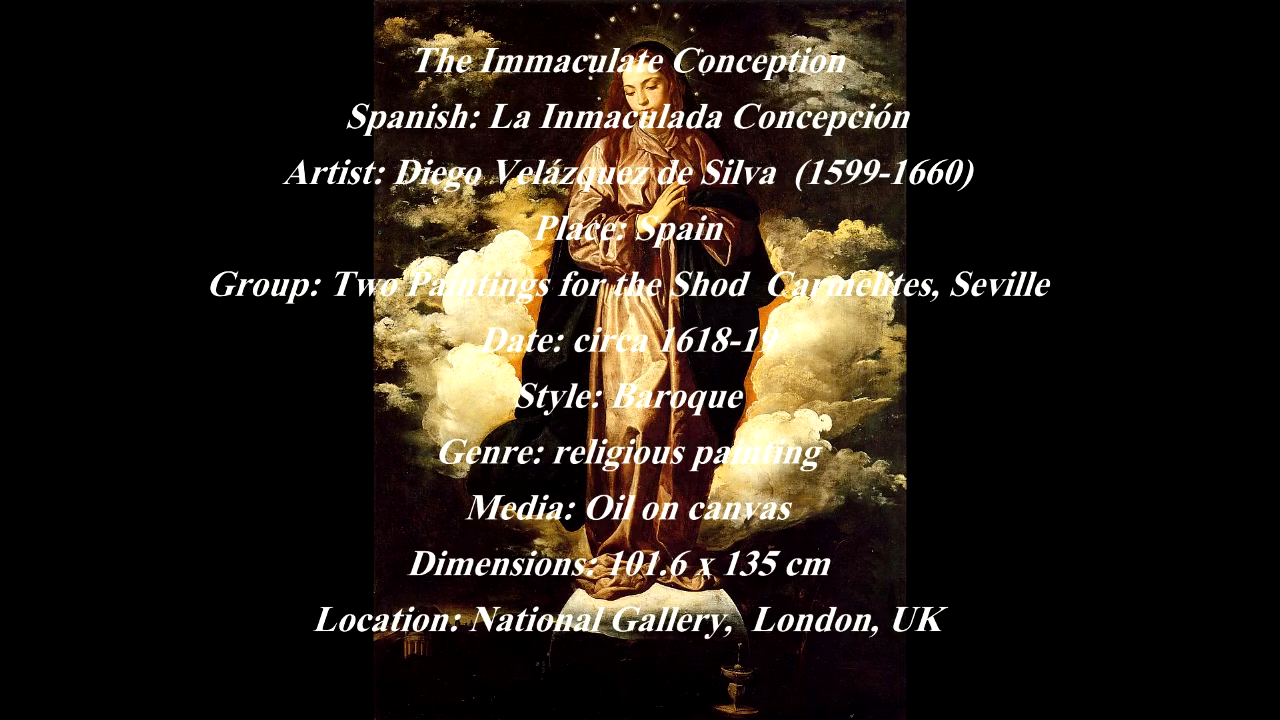 The Immaculate Conception
Spanish: La Inmaculada Concepción
Artist: Diego Velázquez de Silva (1599-1660)
Place: Spain
Group: Two Paintings for the Shod Carmelites, Seville
Date: circa 1618-19
Style: Baroque
Genre: religious painting
Media: Oil on canvas
Dimensions: 101.6 x 135 cm
Location: National Gallery, London, UK